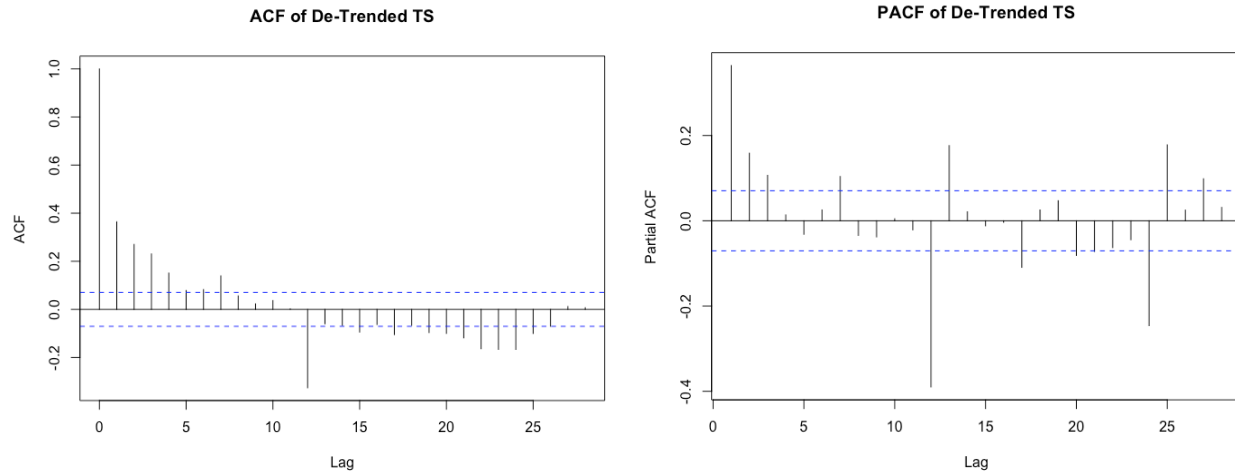 ACF of De-Trended TS
ACF
1.0
0.8
0.6
0.4
0.2
0.0
-0.2
0 5 10 15 20 25
Lag
PACF of De-Trended TS
Partial ACF
0.2
0.0
-0.2
-0.4
0 5 10 15 20 25
Lag